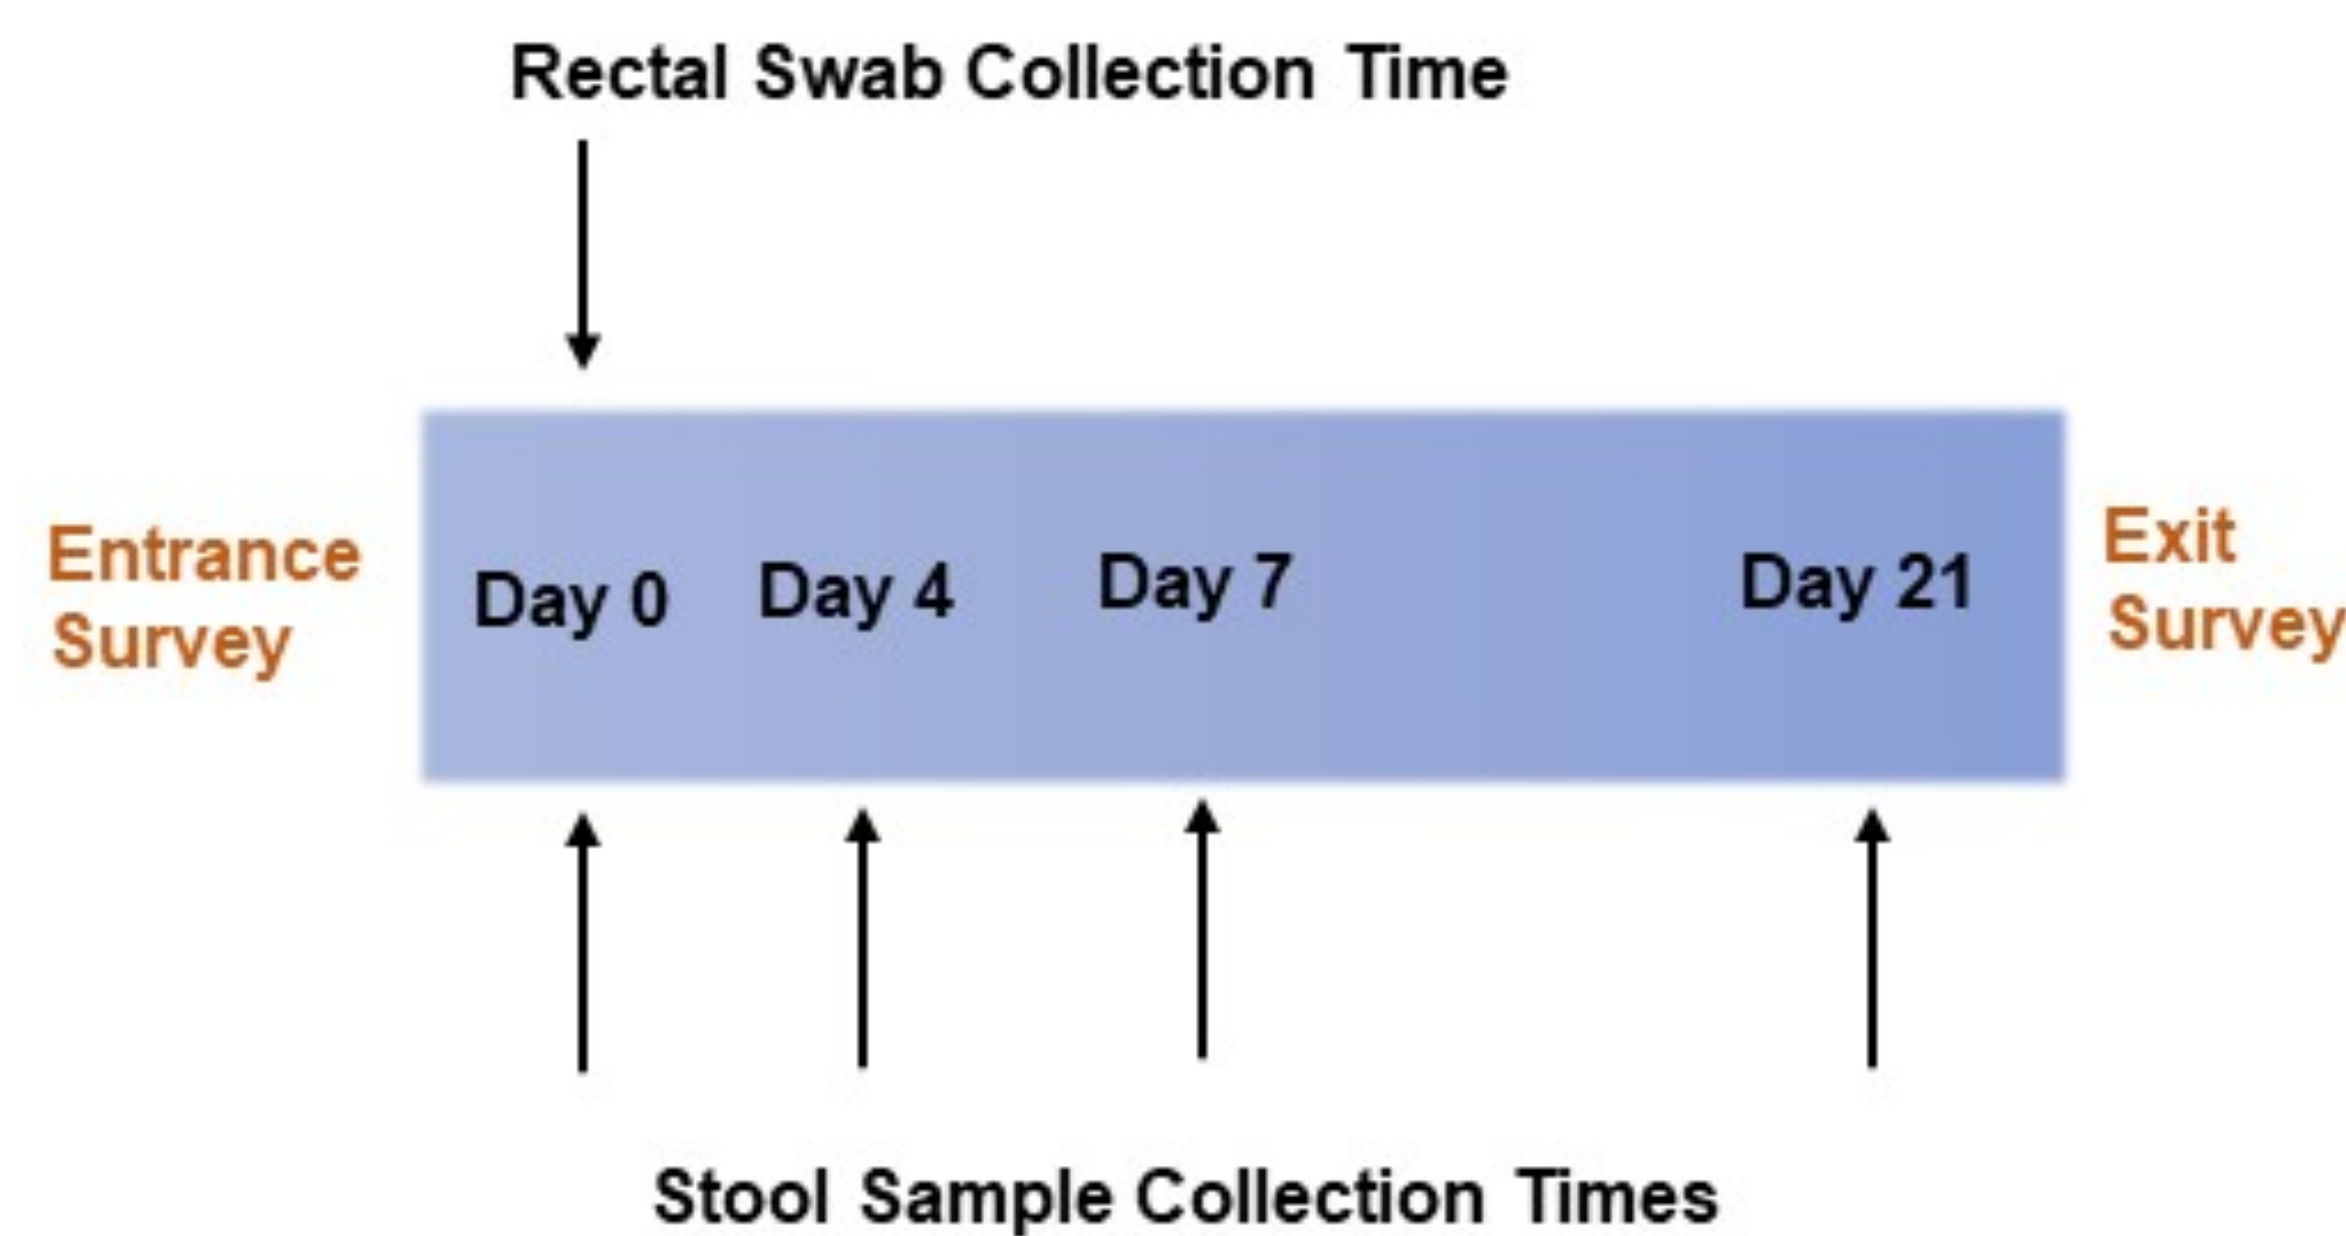 Rectal Swab Collection Time
Entrance
Survey
Day 0
Day 4
Day 7
Day 21
Exit
Survey
Stool Sample Collection Times